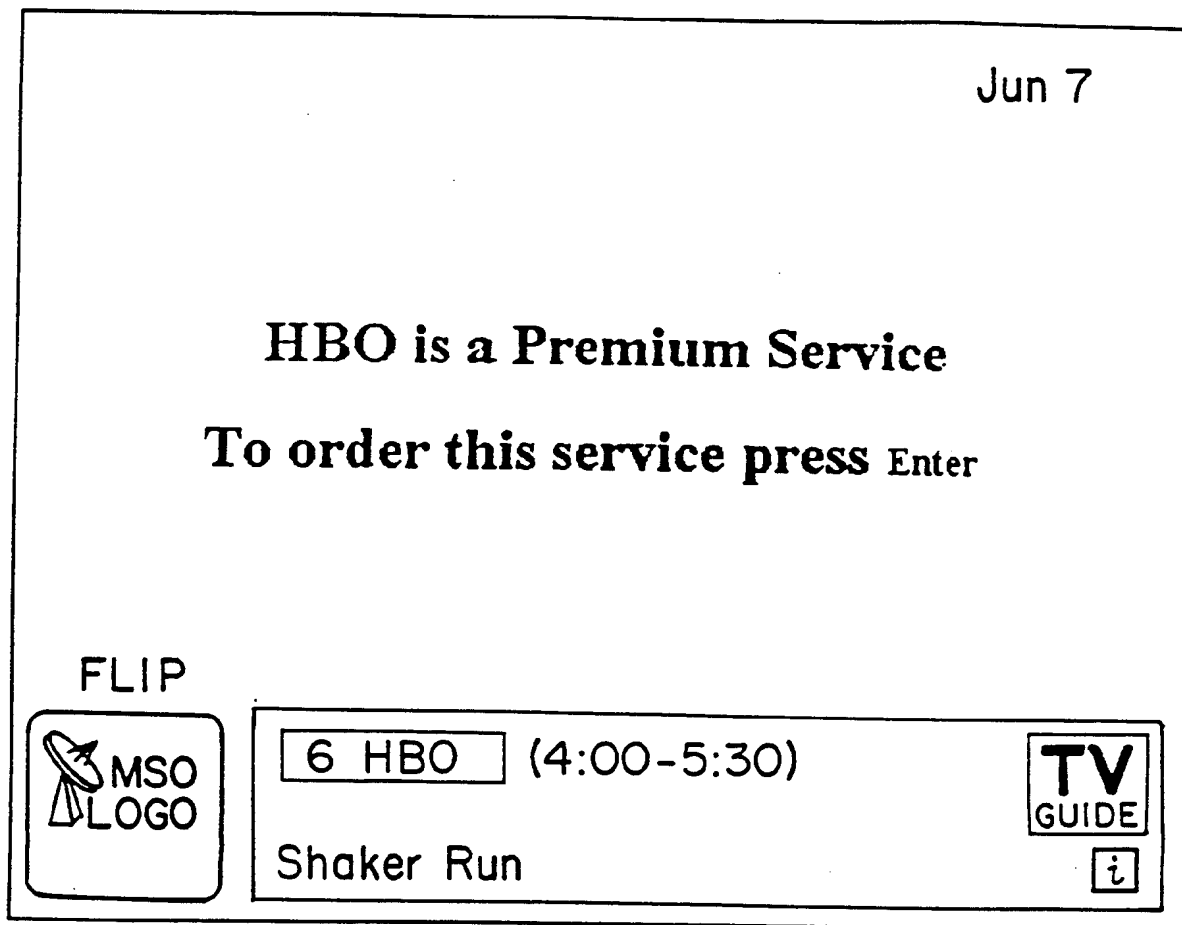 Jun 7
HBO is a Premium Service
To order this service press Enter
FLIP
MSO
LOGO
6 HBO (4:00-5:30)
Shaker Run
TV
GUIDE
i